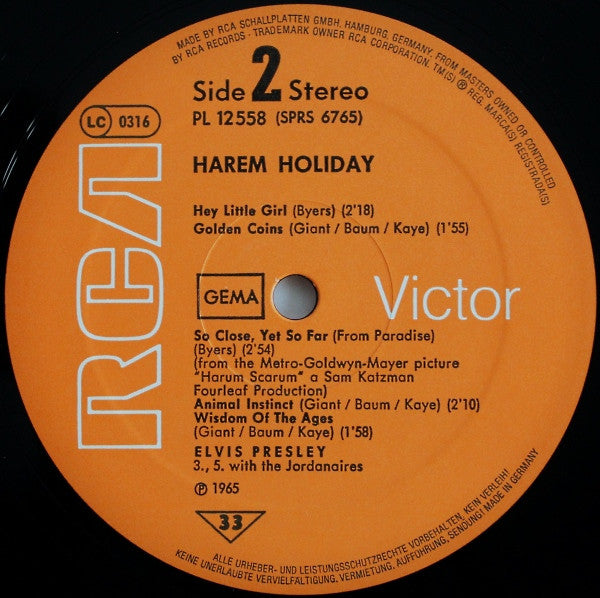 MADE BY RCA SCHALLPLATTEN GMBH, HAMBURG, GERMANY, FROM MASTERS OWNED OR CONTROLLED
BY RCA RECORDS · TRADEMARK OWNER RCA CORPORATION. TM(S) ® REG. MARCA(S) REGISTRADA(S)
Side 2 Stereo
PL 12558 (SPRS 6765)
LC 0316
HAREM HOLIDAY
RCA
Hey Little Girl (Byers) (2'18)
Golden Coins (Giant / Baum / Kaye) (1'55)
GEMA
Victor
So Close, Yet So Far (From Paradise)
(Byers) (2'54)
(from the Metro-Goldwyn-Mayer picture
"Harum Scarum" a Sam Katzman
Fourleaf Production)
Animal Instinct (Giant / Baum / Kaye) (2'10)
Wisdom Of The Ages
(Giant / Baum / Kaye) (1'58)
ELVIS PRESLEY
3., 5. with the Jordanaires
℗ 1965
33
ALLE URHEBER- UND LEISTUNGSSCHUTZRECHTE VORBEHALTEN, KEIN VERLEIH!
KEINE UNERLAUBTE VERVIELFÄLTIGUNG, VERMIETUNG, AUFFÜHRUNG, SENDUNG! MADE IN GERMANY